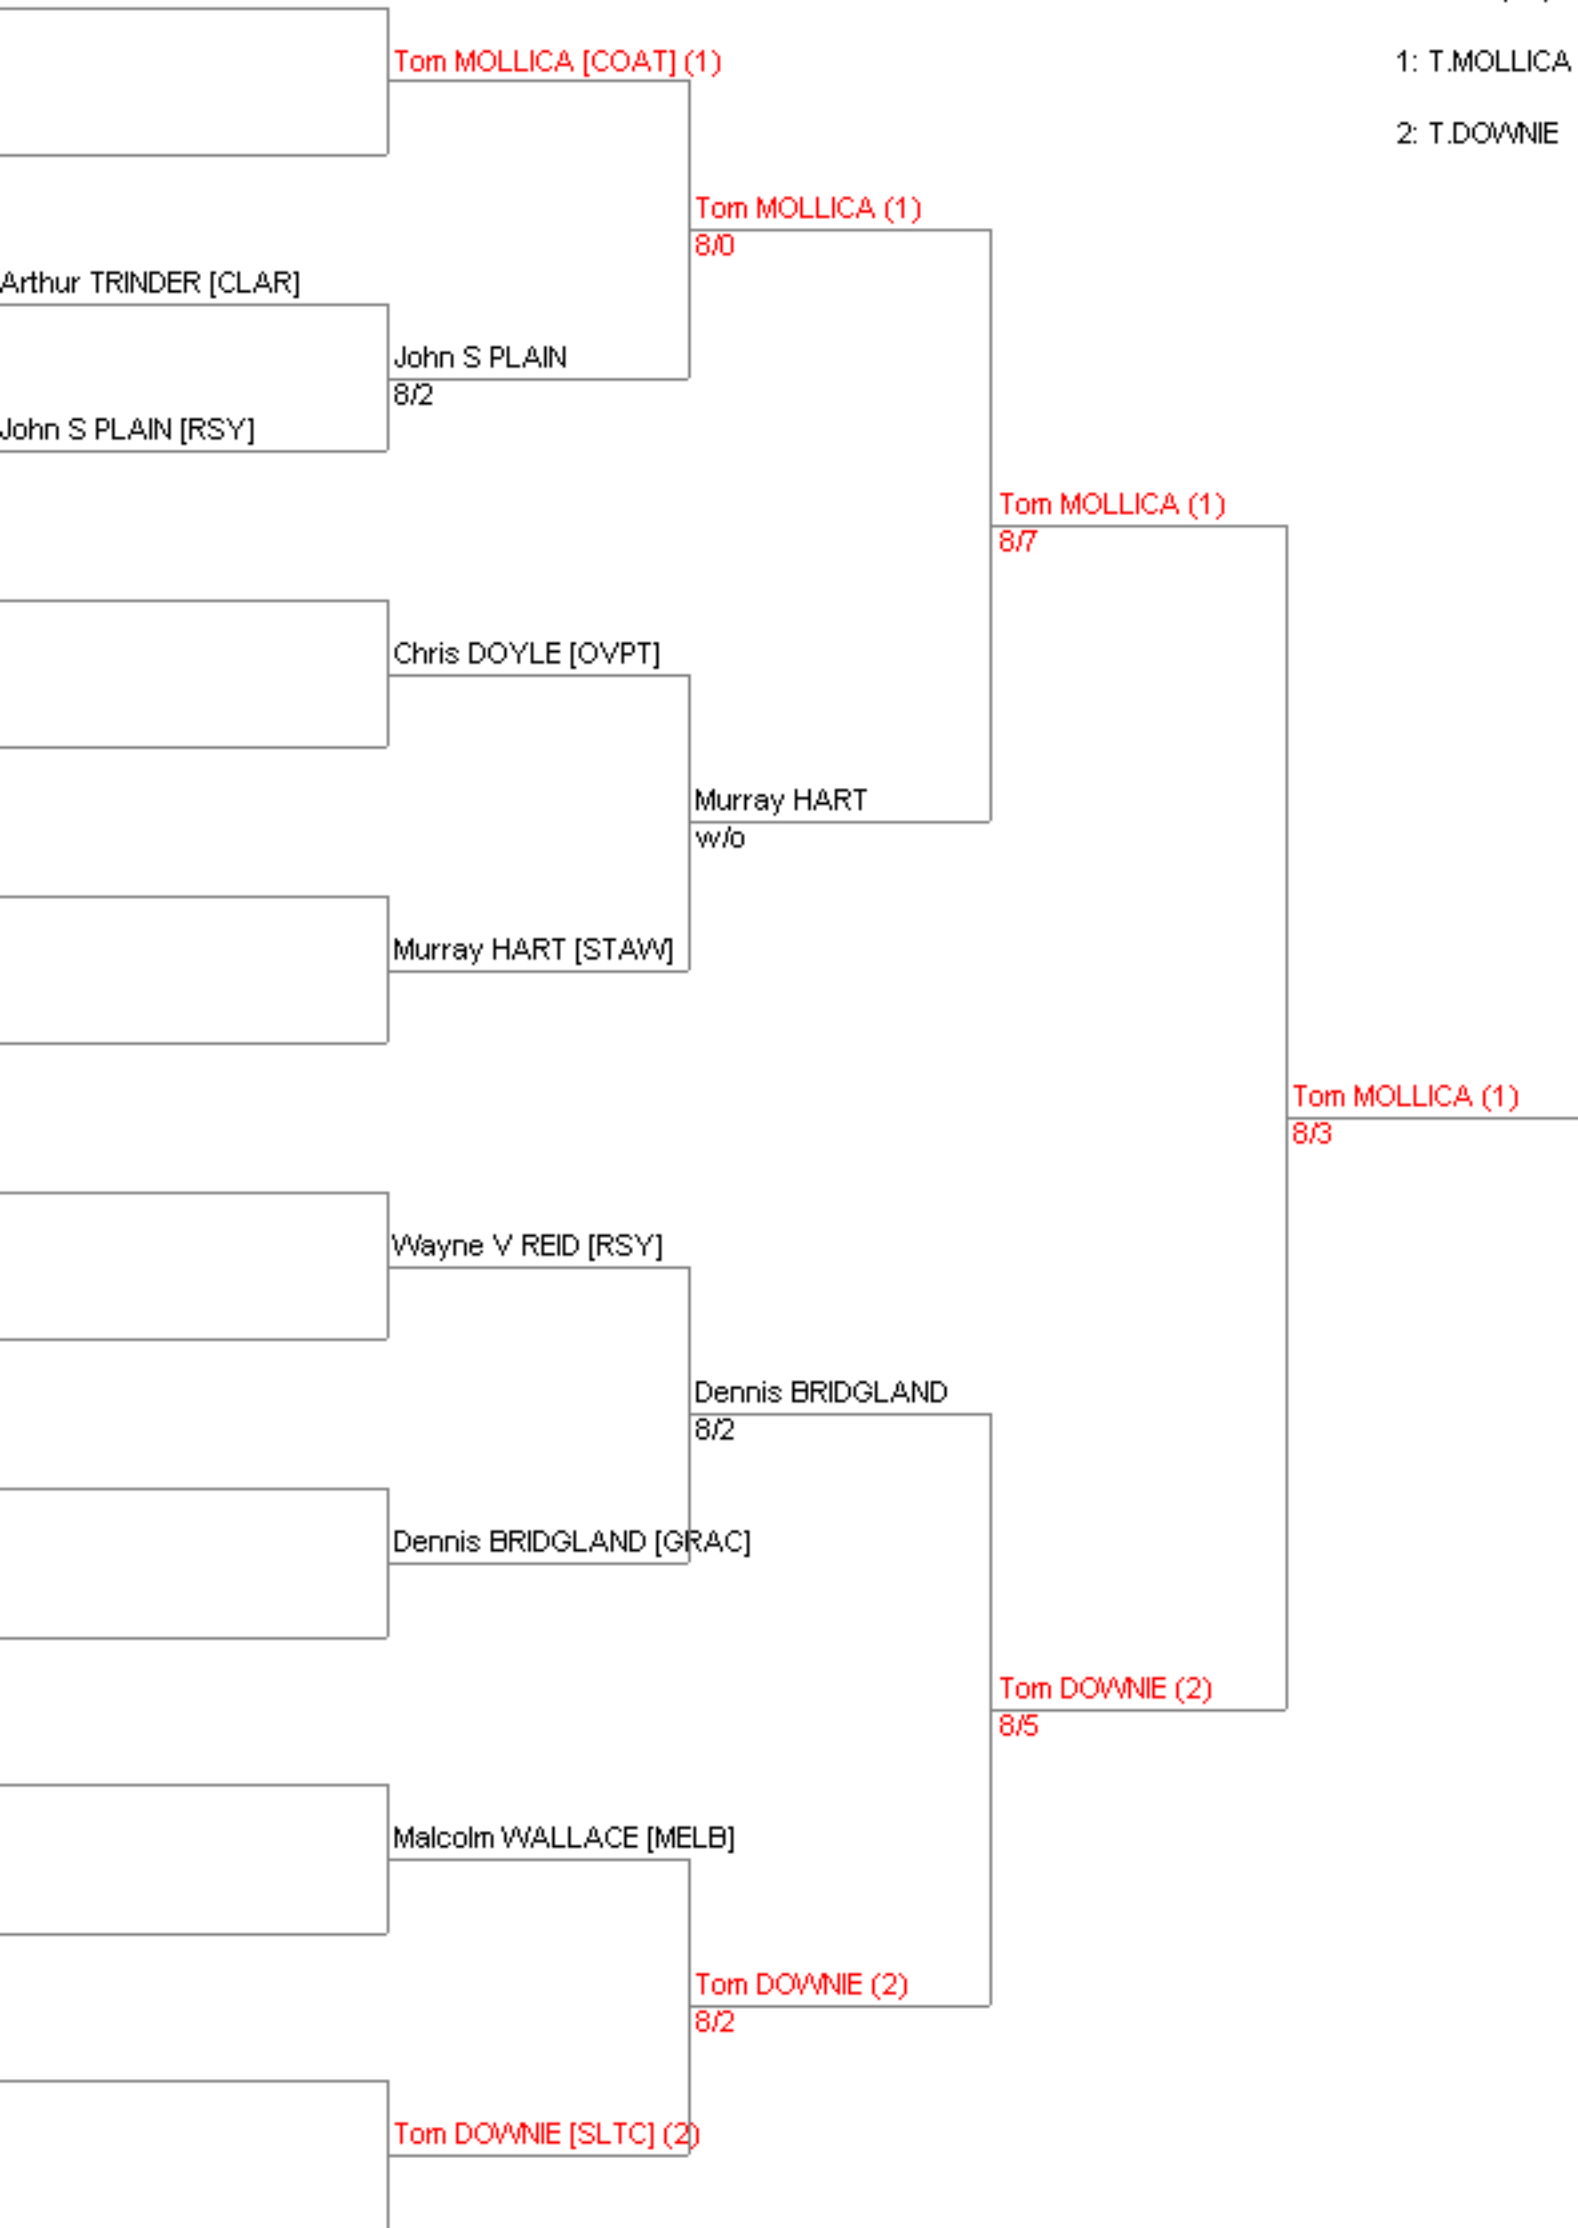 Tom MOLLICA [COAT] (1)
1: T.MOLLICA
2: T.DOWNIE
Tom MOLLICA (1)
8/0
Arthur TRINDER [CLAR]
John S PLAIN
8/2
John S PLAIN [RSY]
Tom MOLLICA (1)
8/7
Chris DOYLE [OVPT]
Murray HART
w/o
Murray HART [STAW]
Tom MOLLICA (1)
8/3
Wayne V REID [RSY]
Dennis BRIDGLAND
8/2
Dennis BRIDGLAND [GRAC]
Tom DOWNIE (2)
8/5
Malcolm WALLACE [MELB]
Tom DOWNIE (2)
8/2
Tom DOWNIE [SLTC] (2)